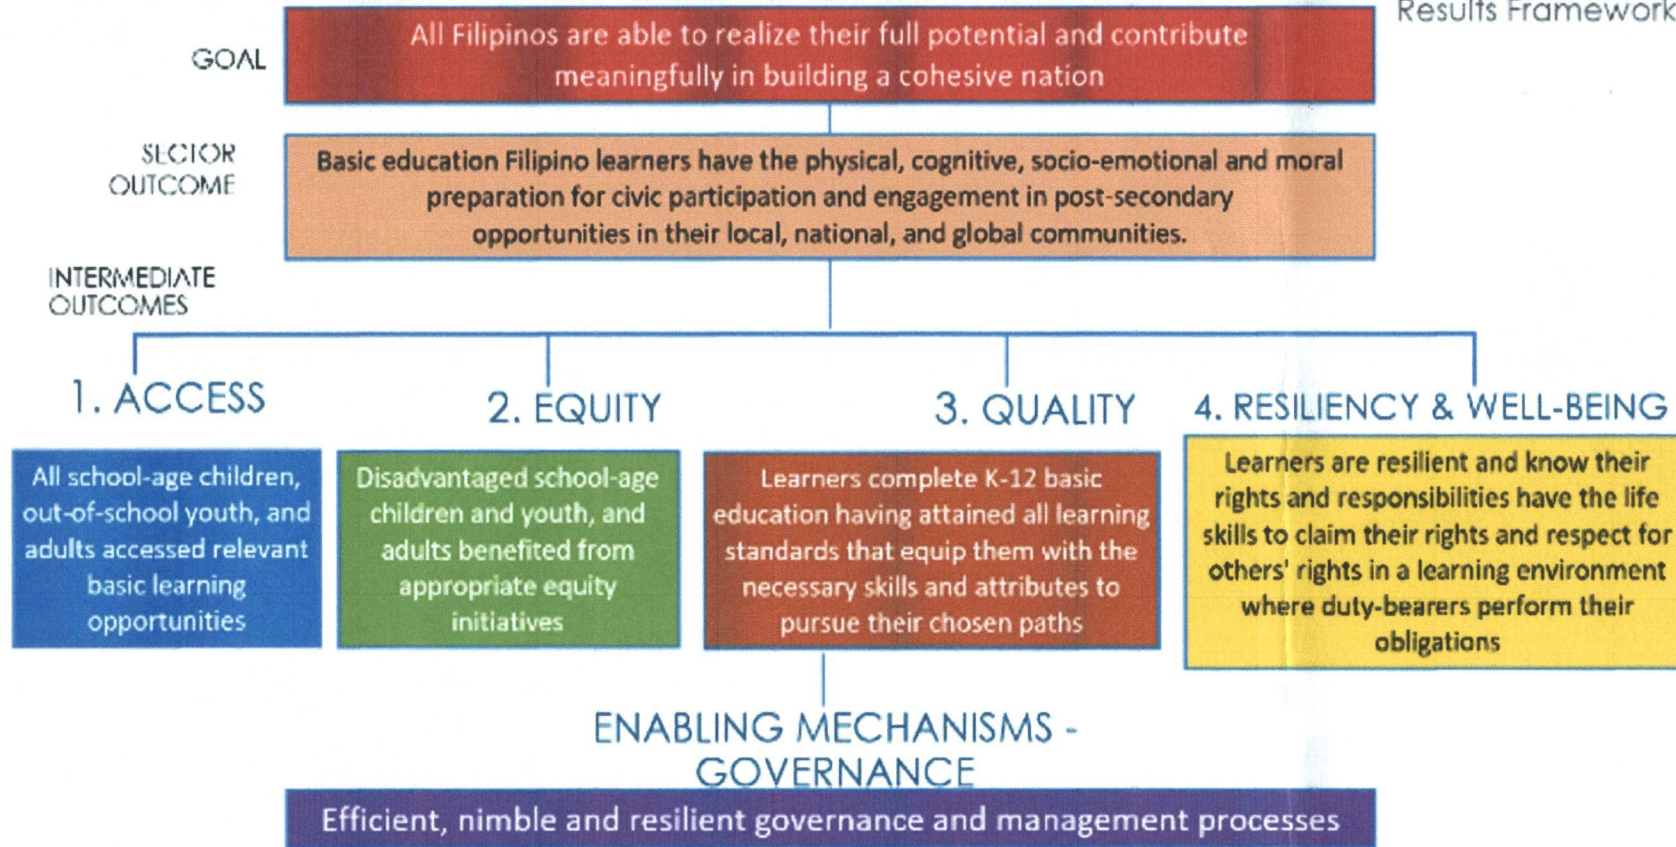 Results Framework
GOAL
All Filipinos are able to realize their full potential and contribute
meaningfully in building a cohesive nation
SECTOR
OUTCOME
Basic education Filipino learners have the physical, cognitive, socio-emotional and moral
preparation for civic participation and engagement in post-secondary
opportunities in their local, national, and global communities.
INTERMEDIATE
OUTCOMES
1. ACCESS
All school-age children,
out-of-school youth, and
adults accessed relevant
basic learning
opportunities
2. EQUITY
Disadvantaged school-age
children and youth, and
adults benefited from
appropriate equity
initiatives
3. QUALITY
Learners complete K-12 basic
education having attained all learning
standards that equip them with the
necessary skills and attributes to
pursue their chosen paths
4. RESILIENCY & WELL-BEING
Learners are resilient and know their
rights and responsibilities have the life
skills to claim their rights and respect for
others' rights in a learning environment
where duty-bearers perform their
obligations
ENABLING MECHANISMS -
GOVERNANCE
Efficient, nimble and resilient governance and management processes